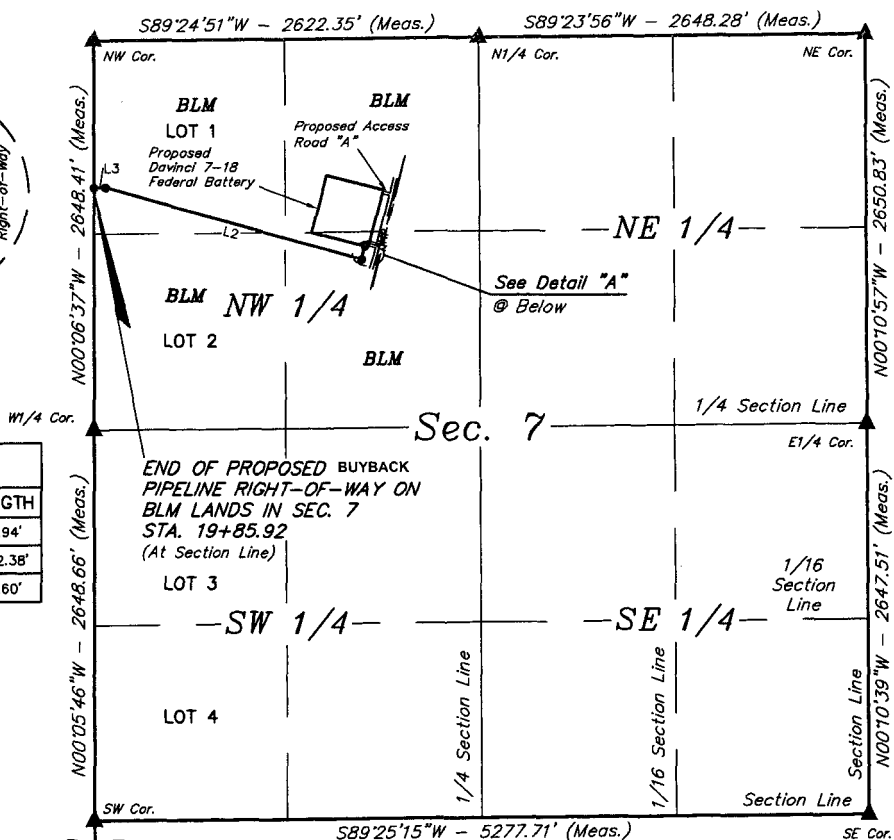 S89°24'51"W - 2622.35' (Meas.)
S89°23'56"W - 2648.28' (Meas.)
NW Cor.
N1/4 Cor.
NE Cor.
Right-of-Way
N00°06'37"W - 2648.41' (Meas.)
BLM
LOT 1
BLM
Proposed Access
Road "A"
Proposed
Davinci 7-18
Federal Battery
L3
L2
NE 1/4
N00°10'57"W - 2650.83' (Meas.)
See Detail "A"
@ Below
BLM
NW 1/4
LOT 2
BLM
W1/4 Cor.
Sec. 7
1/4 Section Line
E1/4 Cor.
END OF PROPOSED BUYBACK
PIPELINE RIGHT-OF-WAY ON
BLM LANDS IN SEC. 7
STA. 19+85.92
(At Section Line)
GTH
94'
2.38'
60'
N00°05'46"W - 2648.66' (Meas.)
LOT 3
1/16
Section
Line
SW 1/4
SE 1/4
LOT 4
1/4 Section Line
1/16 Section Line
Section Line
N00°10'39"W - 2647.51' (Meas.)
SW Cor.
Section Line
S89°25'15"W - 5277.71' (Meas.)
SE Cor.